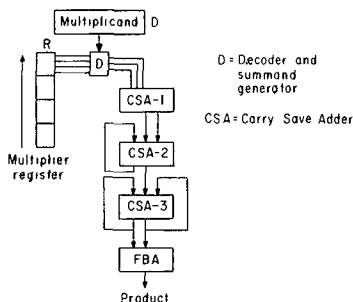 Multiplicand D
R
D
D = Decoder and
summand
generator
CSA-1
CSA = Carry Save Adder
CSA-2
Multiplier
register
CSA-3
FBA
Product